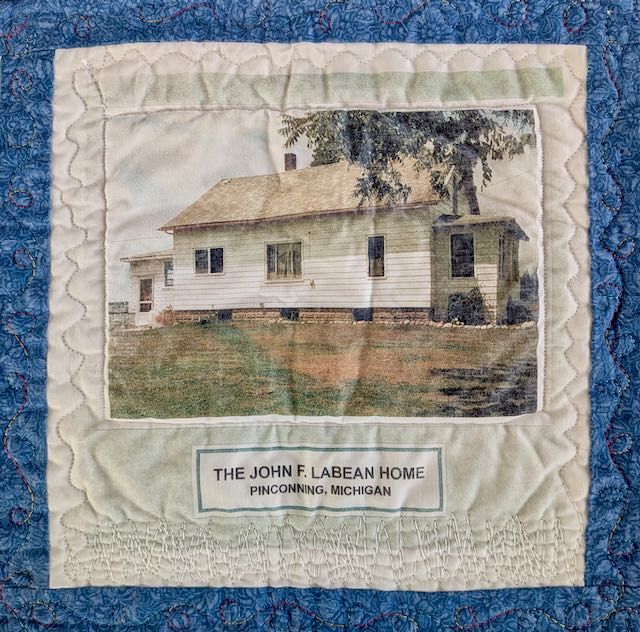 THE JOHN F. LABEAN HOME
PINCONNING, MICHIGAN